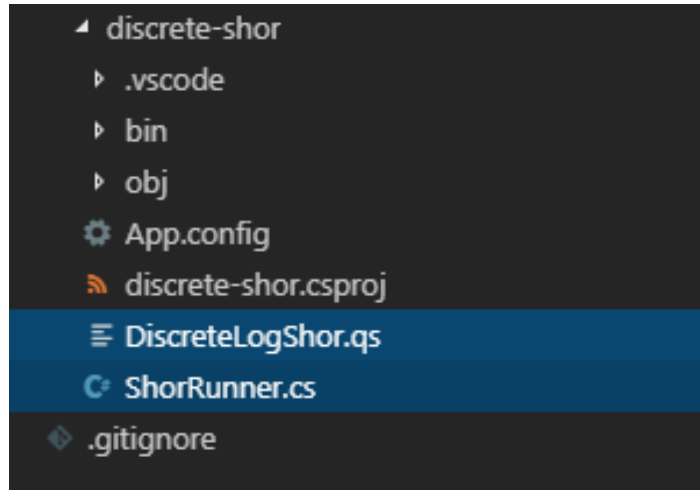 discrete-shor
.vscode
bin
obj
App.config
discrete-shor.csproj
DiscreteLogShor.qs
ShorRunner.cs
.gitignore